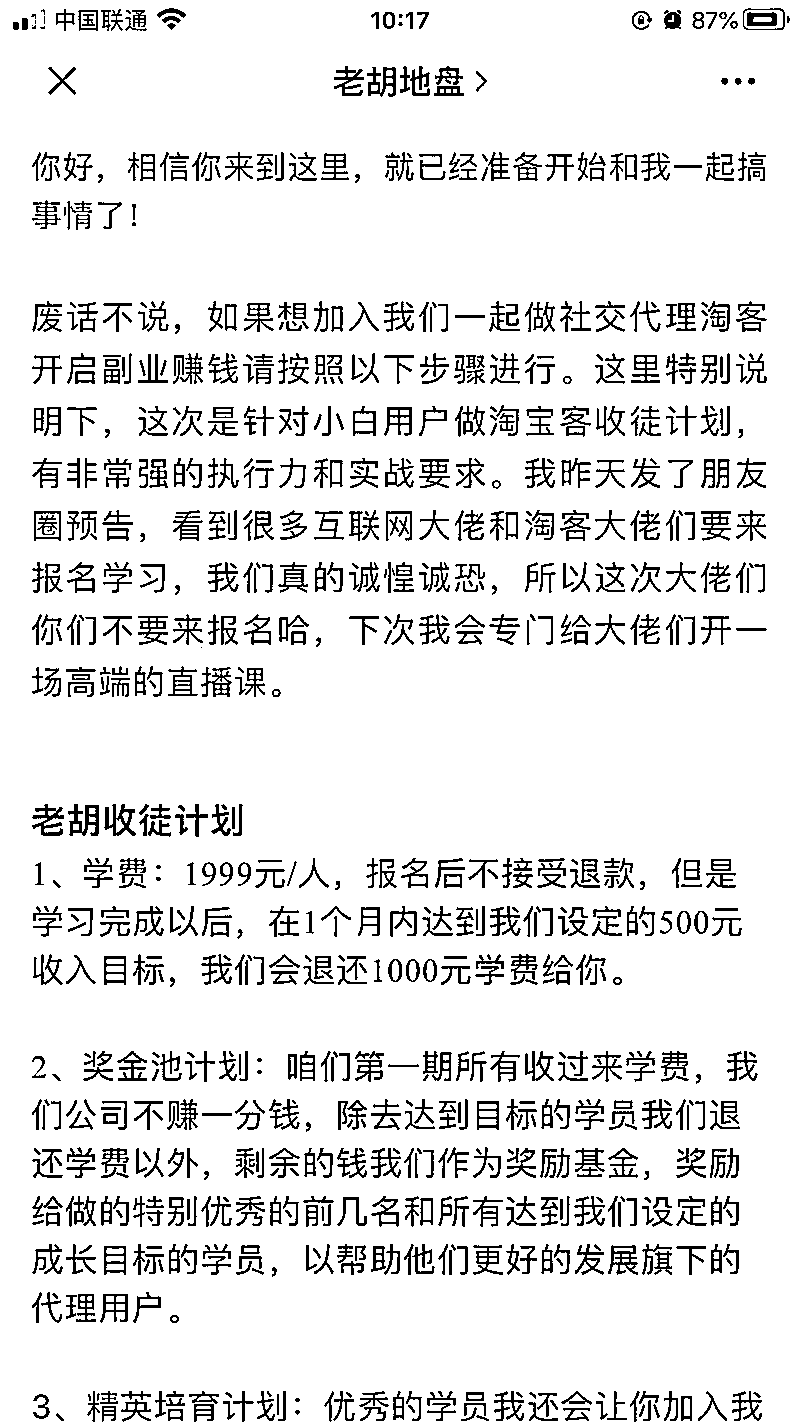 中国联通 10:17 87%
老胡地盘
你好，相信你来到这里，就已经准备开始和我一起搞
事情了！
废话不说，如果想加入我们一起做社交代理淘客
开启副业赚钱请按照以下步骤进行。这里特别说
明下，这次是针对小白用户做淘宝客收徒计划，
有非常强的执行力和实战要求。我昨天发了朋友
圈预告，看到很多互联网大佬和淘客大佬们要来
报名学习，我们真的诚惶诚恐，所以这次大佬们
你们不要来报名哈，下次我会专门给大佬们开一
场高端的直播课。
老胡收徒计划
1、学费：1999元/人，报名后不接受退款，但是
学习完成以后，在1个月内达到我们设定的500元
收入目标，我们会退还1000元学费给你。
2、奖金池计划：咱们第一期所有收过来学费，我
们公司不赚一分钱，除去达到目标的学员我们退
还学费以外，剩余的钱我们作为奖励基金，奖励
给做的特别优秀的前几名和所有达到我们设定的
成长目标的学员，以帮助他们更好的发展旗下的
代理用户。
3、精英培育计划：优秀的学员我还会让你加入我